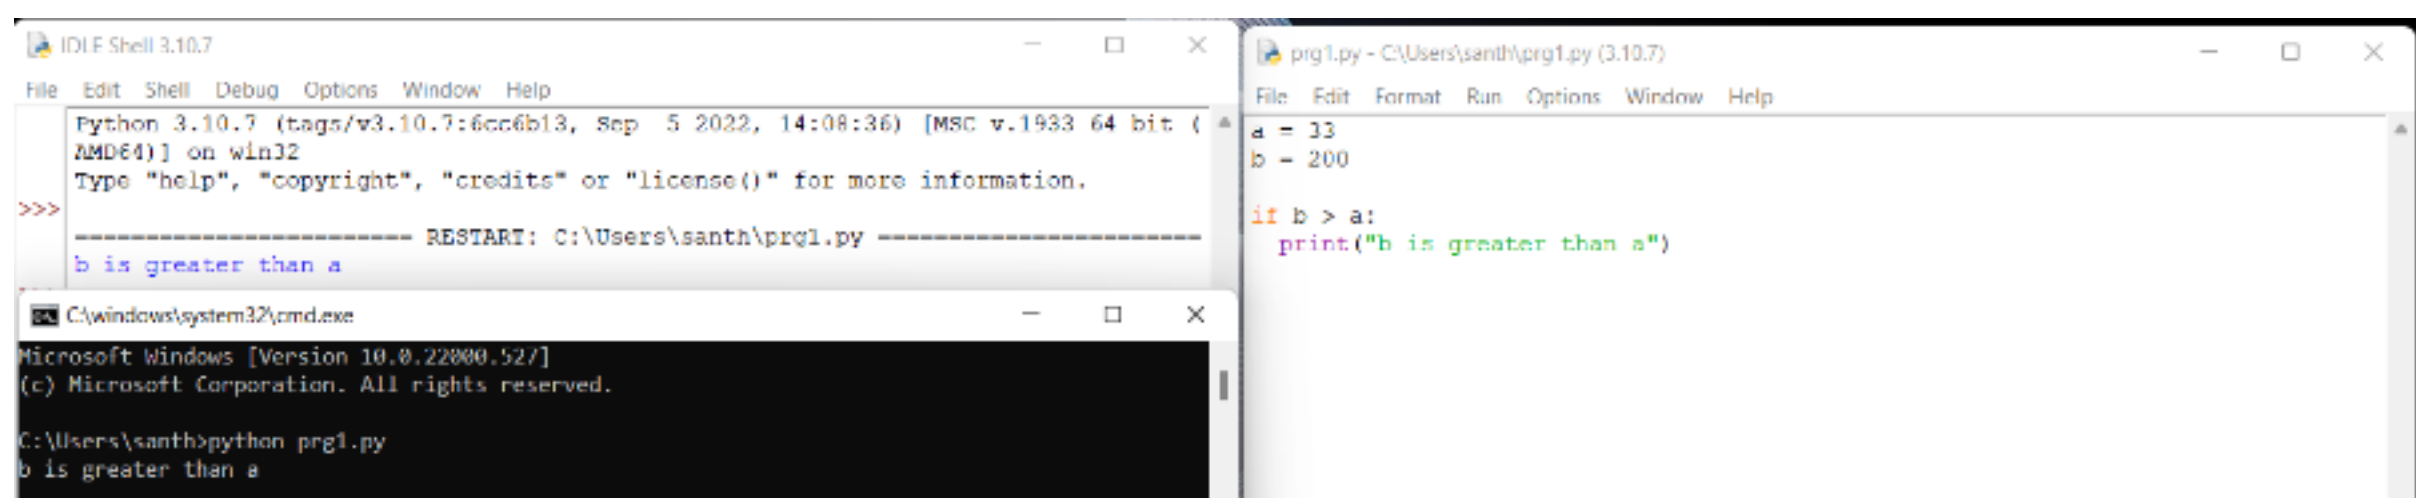 IDLE Shell 3.10.7
File Edit Shell Debug Options Window Help
Python 3.10.7 (tags/v3.10.7:6cc6b13, Sep  5 2022, 14:08:36) [MSC v.1933 64 bit (
AMD64)] on win32
Type "help", "copyright", "credits" or "license()" for more information.
>>>
======================== RESTART: C:\Users\santh\prg1.py =======================
b is greater than a
C:\windows\system32\cmd.exe
Microsoft Windows [Version 10.0.22000.527]
(c) Microsoft Corporation. All rights reserved.
C:\Users\santh>python prg1.py
b is greater than a
prg1.py - C:\Users\santh\prg1.py (3.10.7)
File Edit Format Run Options Window Help
a = 33
b = 200
if b > a:
  print("b is greater than a")